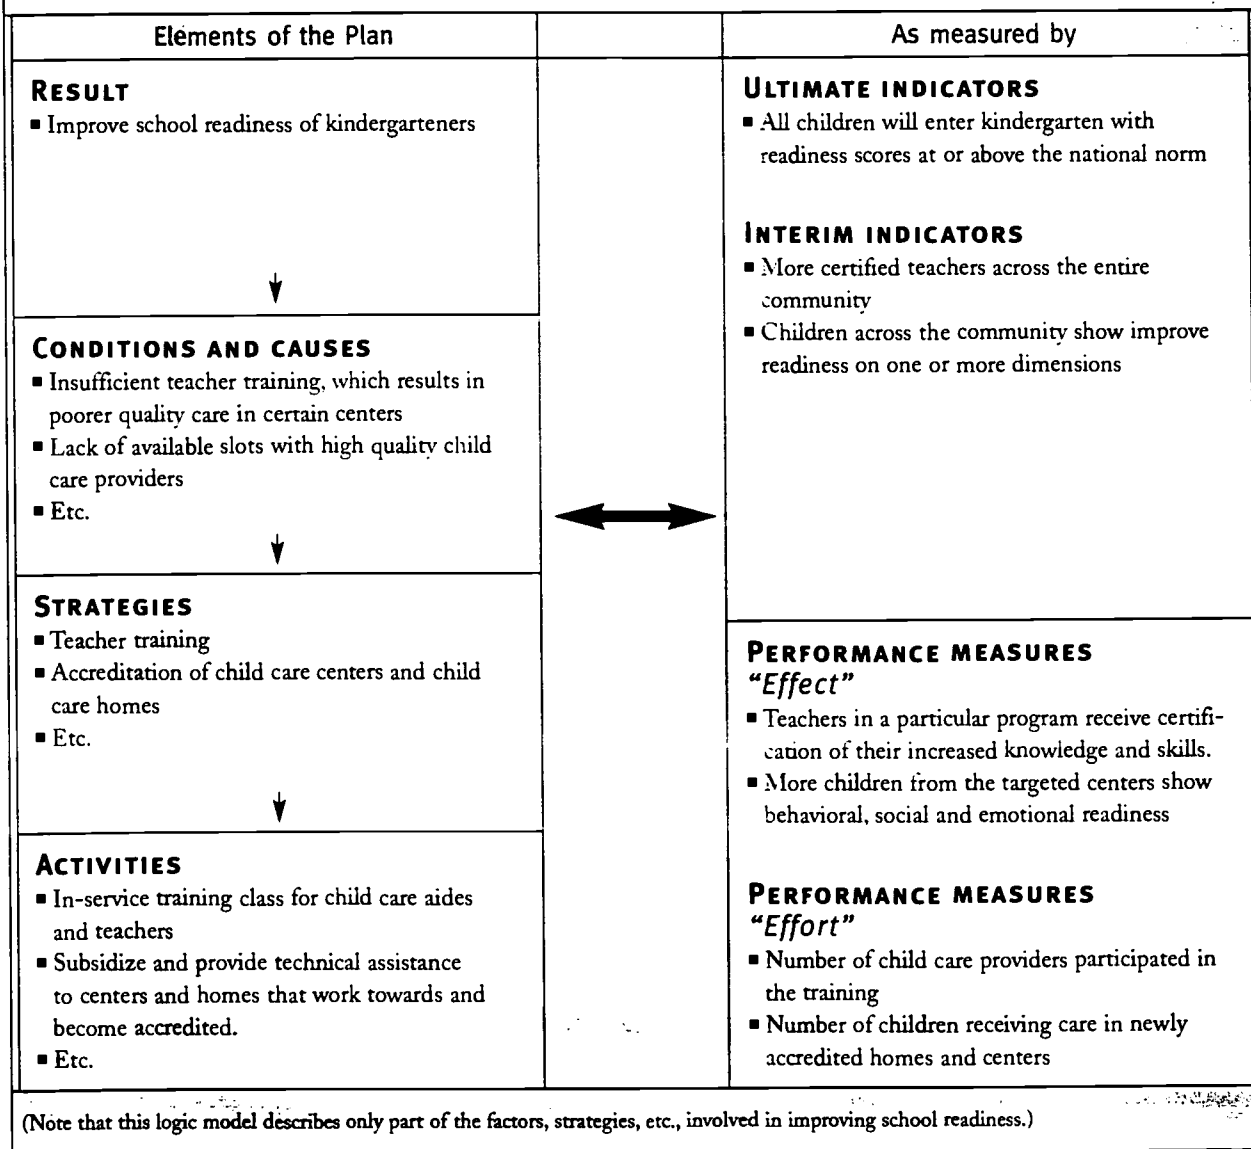 Elements of the Plan
As measured by
RESULT
▪ Improve school readiness of kindergarteners
CONDITIONS AND CAUSES
▪ Insufficient teacher training, which results in
poorer quality care in certain centers
▪ Lack of available slots with high quality child
care providers
▪ Etc.
STRATEGIES
▪ Teacher training
▪ Accreditation of child care centers and child
care homes
▪ Etc.
ACTIVITIES
▪ In-service training class for child care aides
and teachers
▪ Subsidize and provide technical assistance
to centers and homes that work towards and
become accredited.
▪ Etc.
ULTIMATE INDICATORS
▪ All children will enter kindergarten with
readiness scores at or above the national norm
INTERIM INDICATORS
▪ More certified teachers across the entire
community
▪ Children across the community show improve
readiness on one or more dimensions
PERFORMANCE MEASURES
"Effect"
▪ Teachers in a particular program receive certifi-
cation of their increased knowledge and skills.
▪ More children from the targeted centers show
behavioral, social and emotional readiness
PERFORMANCE MEASURES
"Effort"
▪ Number of child care providers participated in
the training
▪ Number of children receiving care in newly
accredited homes and centers
(Note that this logic model describes only part of the factors, strategies, etc., involved in improving school readiness.)